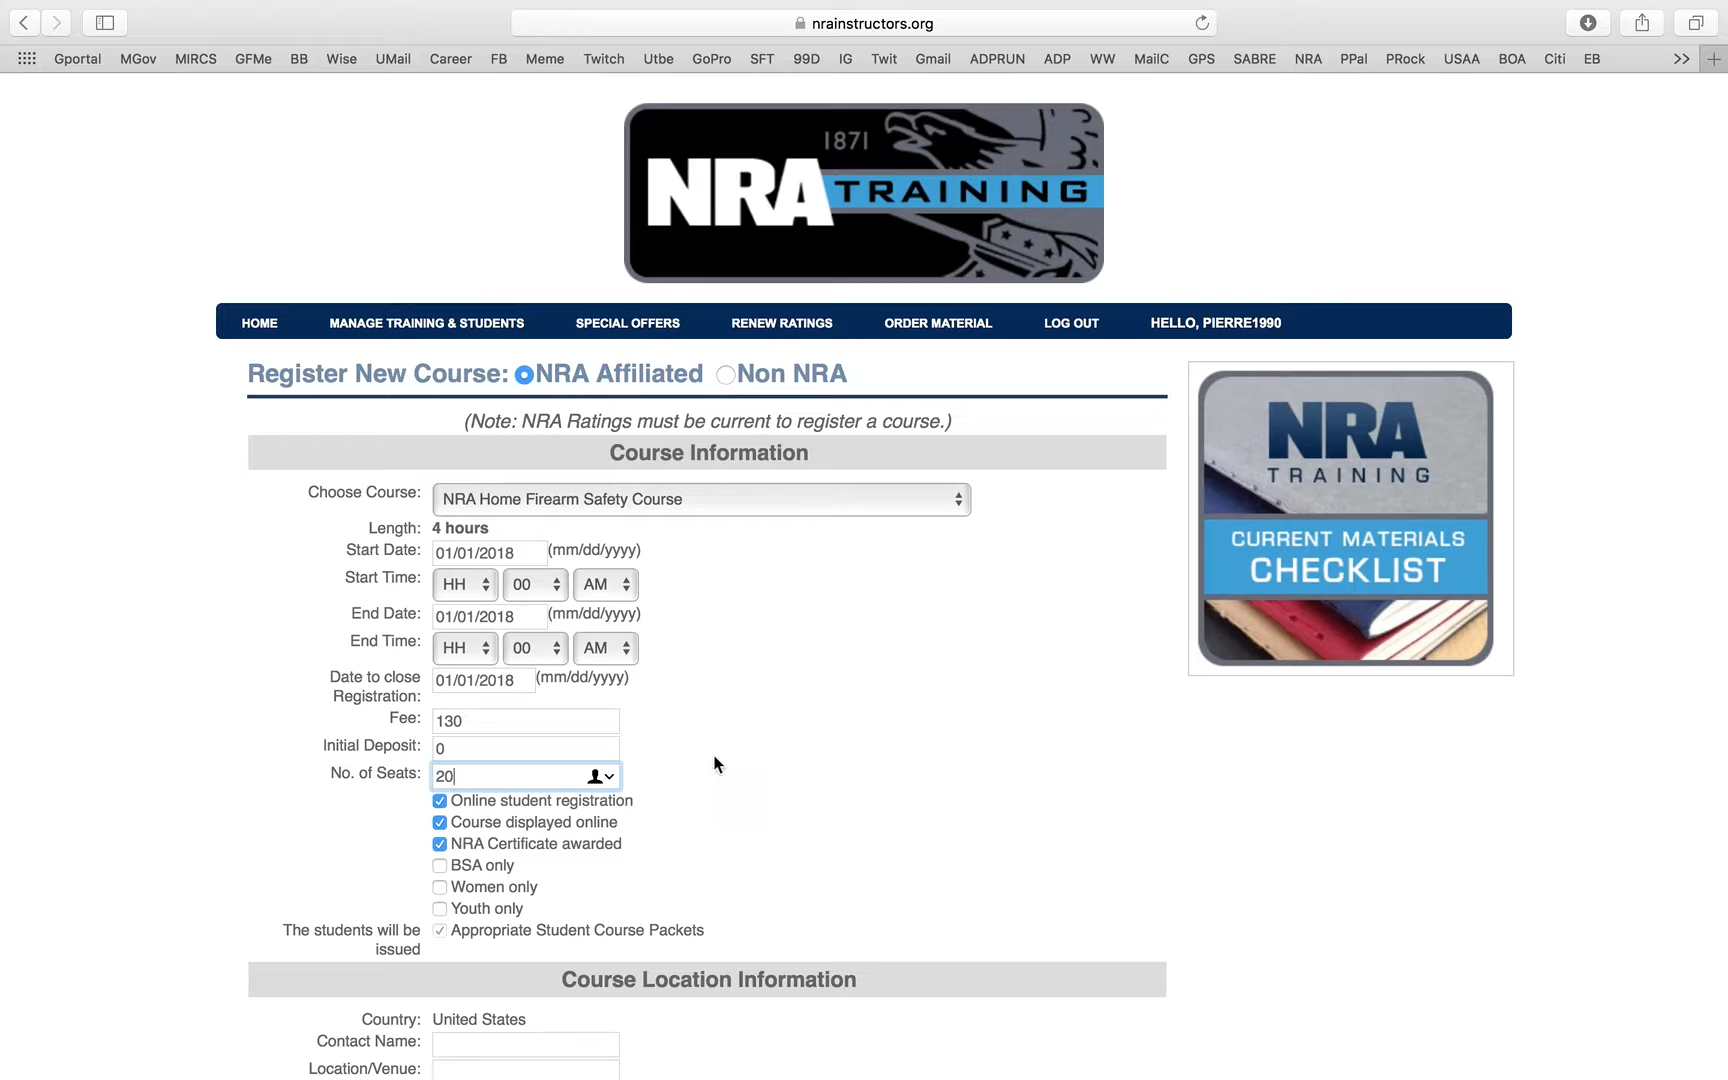 nrainstructors.org
Gportal MGov MIRCS GFMe BB Wise UMail Career FB Meme Twitch Utbe GoPro SFT 99D IG Twit Gmail ADPRUN ADP WW MailC GPS SABRE NRA PPal PRock USAA BOA Citi EB >> +
1871
NRA TRAINING
HOME MANAGE TRAINING & STUDENTS SPECIAL OFFERS RENEW RATINGS ORDER MATERIAL LOG OUT HELLO, PIERRE1990
Register New Course: NRA Affiliated Non NRA
(Note: NRA Ratings must be current to register a course.)
Course Information
Choose Course: NRA Home Firearm Safety Course
Length: 4 hours
Start Date: 01/01/2018 (mm/dd/yyyy)
Start Time: HH 00 AM
End Date: 01/01/2018 (mm/dd/yyyy)
End Time: HH 00 AM
Date to close 01/01/2018 (mm/dd/yyyy)
Registration:
Fee: 130
Initial Deposit: 0
No. of Seats: 20
Online student registration
Course displayed online
NRA Certificate awarded
BSA only
Women only
Youth only
The students will be Appropriate Student Course Packets
issued
Course Location Information
Country: United States
Contact Name:
Location/Venue:
NRA
TRAINING
CURRENT MATERIALS
CHECKLIST